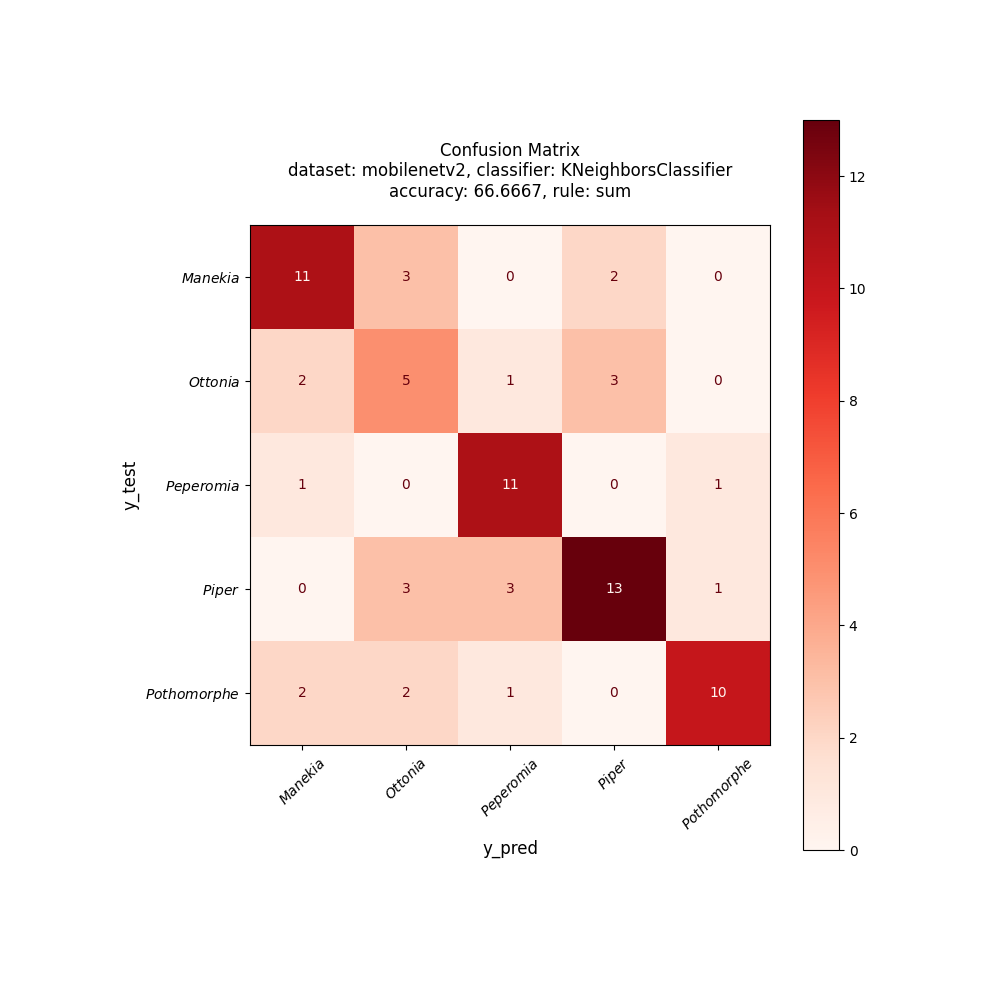 Confusion Matrix
dataset: mobilenetv2, classifier: KNeighborsClassifier
accuracy: 66.6667, rule: sum
Manekia 11 3 0 2 0
Ottonia 2 5 1 3 0
Peperomia 1 0 11 0 1
Piper 0 3 3 13 1
Pothomorphe 2 2 1 0 10
Manekia Ottonia Peperomia Piper Pothomorphe
y_test
y_pred
12
10
8
6
4
2
0